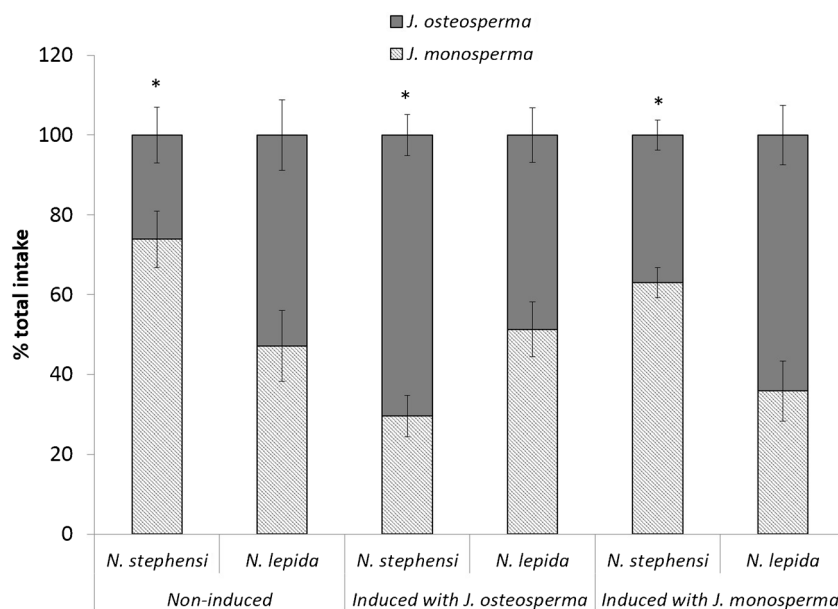 J. osteosperma
J. monosperma
% total intake
120
100
80
60
40
20
0
* * *
N. stephensi N. lepida N. stephensi N. lepida N. stephensi N. lepida
Non-induced Induced with J. osteosperma Induced with J. monosperma